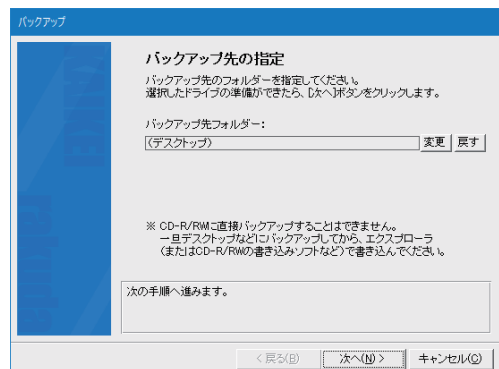 バックアップ
バックアップ先の指定
バックアップ先のフォルダーを指定してください。
選択したドライブの準備ができたら、[次へ]ボタンをクリックします。
バックアップ先フォルダー:
(デスクトップ)
変更
戻す
※ CD-R/RWに直接バックアップすることはできません。
一旦デスクトップなどにバックアップしてから、エクスプローラ
(またはCD-R/RWの書き込みソフトなど)で書き込んでください。
次の手順へ進みます。
< 戻る(B)
次へ(N) >
キャンセル(C)